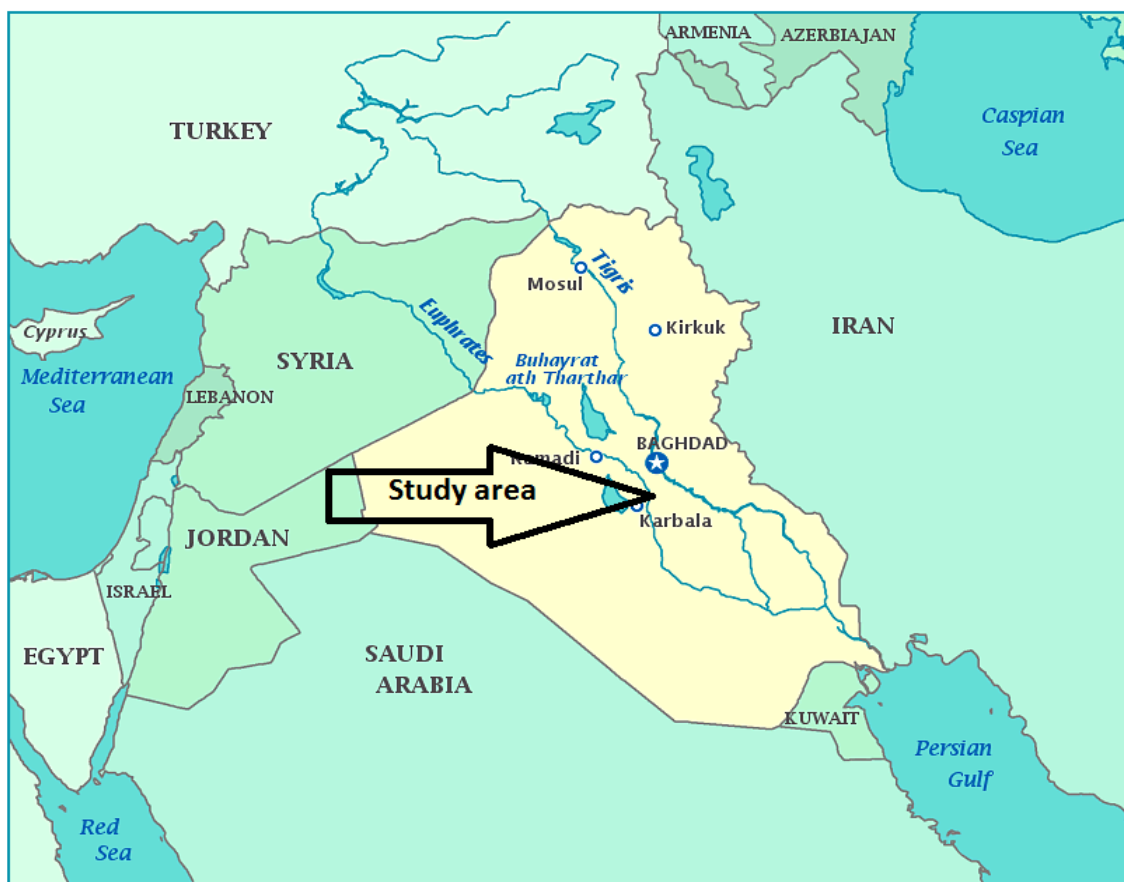 ARMENIA
AZERBIAJAN
Caspian
Sea
TURKEY
Tigris
Mosul
Cyprus
Euphrates
Kirkuk
IRAN
SYRIA
Buhayrat
ath Tharthar
Mediterranean
Sea
LEBANON
BAGHDAD
Ramadi
Study area
Karbala
JORDAN
ISRAEL
EGYPT
SAUDI
ARABIA
KUWAIT
Persian
Gulf
Red
Sea